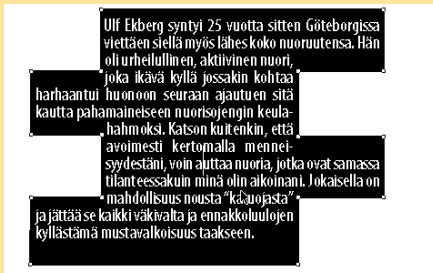 Ulf Ekberg syntyi 25 vuotta sitten Göteborgissa
viettäen siellä myös lähes koko nuoruutensa. Hän
oli urheilullinen, aktiivinen nuori,
joka ikävä kyllä jossakin kohtaa
harhaantui huonoon seuraan ajautuen sitä
kautta pahamaineiseen nuorisojengin keula-
hahmoksi. Katson kuitenkin, että
avoimesti kertomalla mennei-
syydestäni, voin auttaa nuoria, jotka ovat samassa
tilanteessakuin minä olin aikoinani. Jokaisella on
mahdollisuus nousta
ja jättää se kaikki väkivalta ja ennakkoluulojen
kyllästämä mustavalkoisuus taakseen.